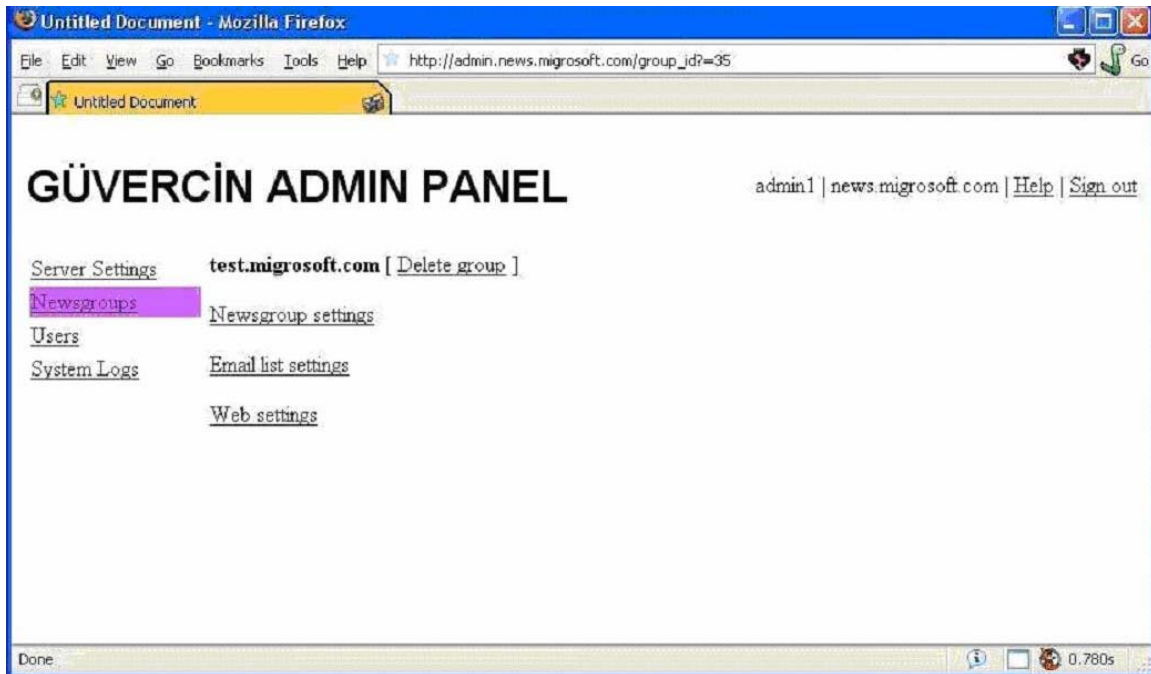 Untitled Document - Mozilla Firefox
File Edit View Go Bookmarks Tools Help http://admin.news.migrosoft.com/group_id?=35 Go
Untitled Document
GÜVERCİN ADMIN PANEL
admin1 | news.migrosoft.com | Help | Sign out
Server Settings
Newsgroups
Users
System Logs
test.migrosoft.com [ Delete group ]
Newsgroup settings
Email list settings
Web settings
Done 0.780s